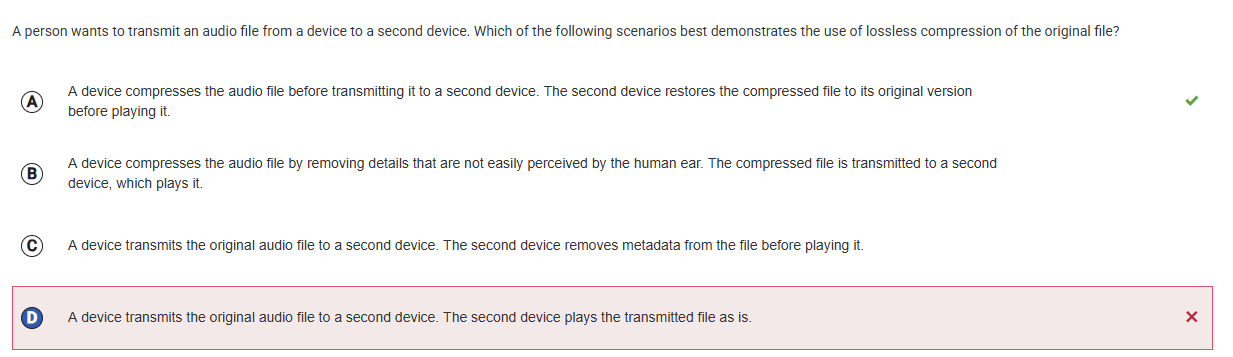 A person wants to transmit an audio file from a device to a second device. Which of the following scenarios best demonstrates the use of lossless compression of the original file?
A
A device compresses the audio file before transmitting it to a second device. The second device restores the compressed file to its original version
before playing it.
B
A device compresses the audio file by removing details that are not easily perceived by the human ear. The compressed file is transmitted to a second
device, which plays it.
C
A device transmits the original audio file to a second device. The second device removes metadata from the file before playing it.
D
A device transmits the original audio file to a second device. The second device plays the transmitted file as is.